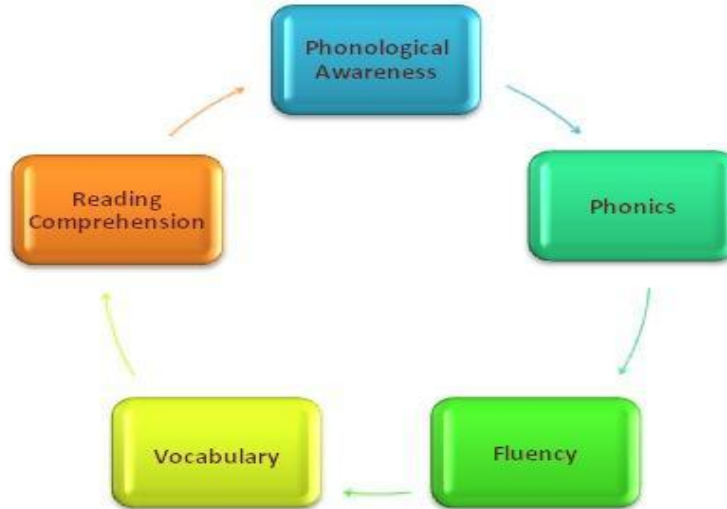 Phonological
Awareness
Phonics
Fluency
Vocabulary
Reading
Comprehension